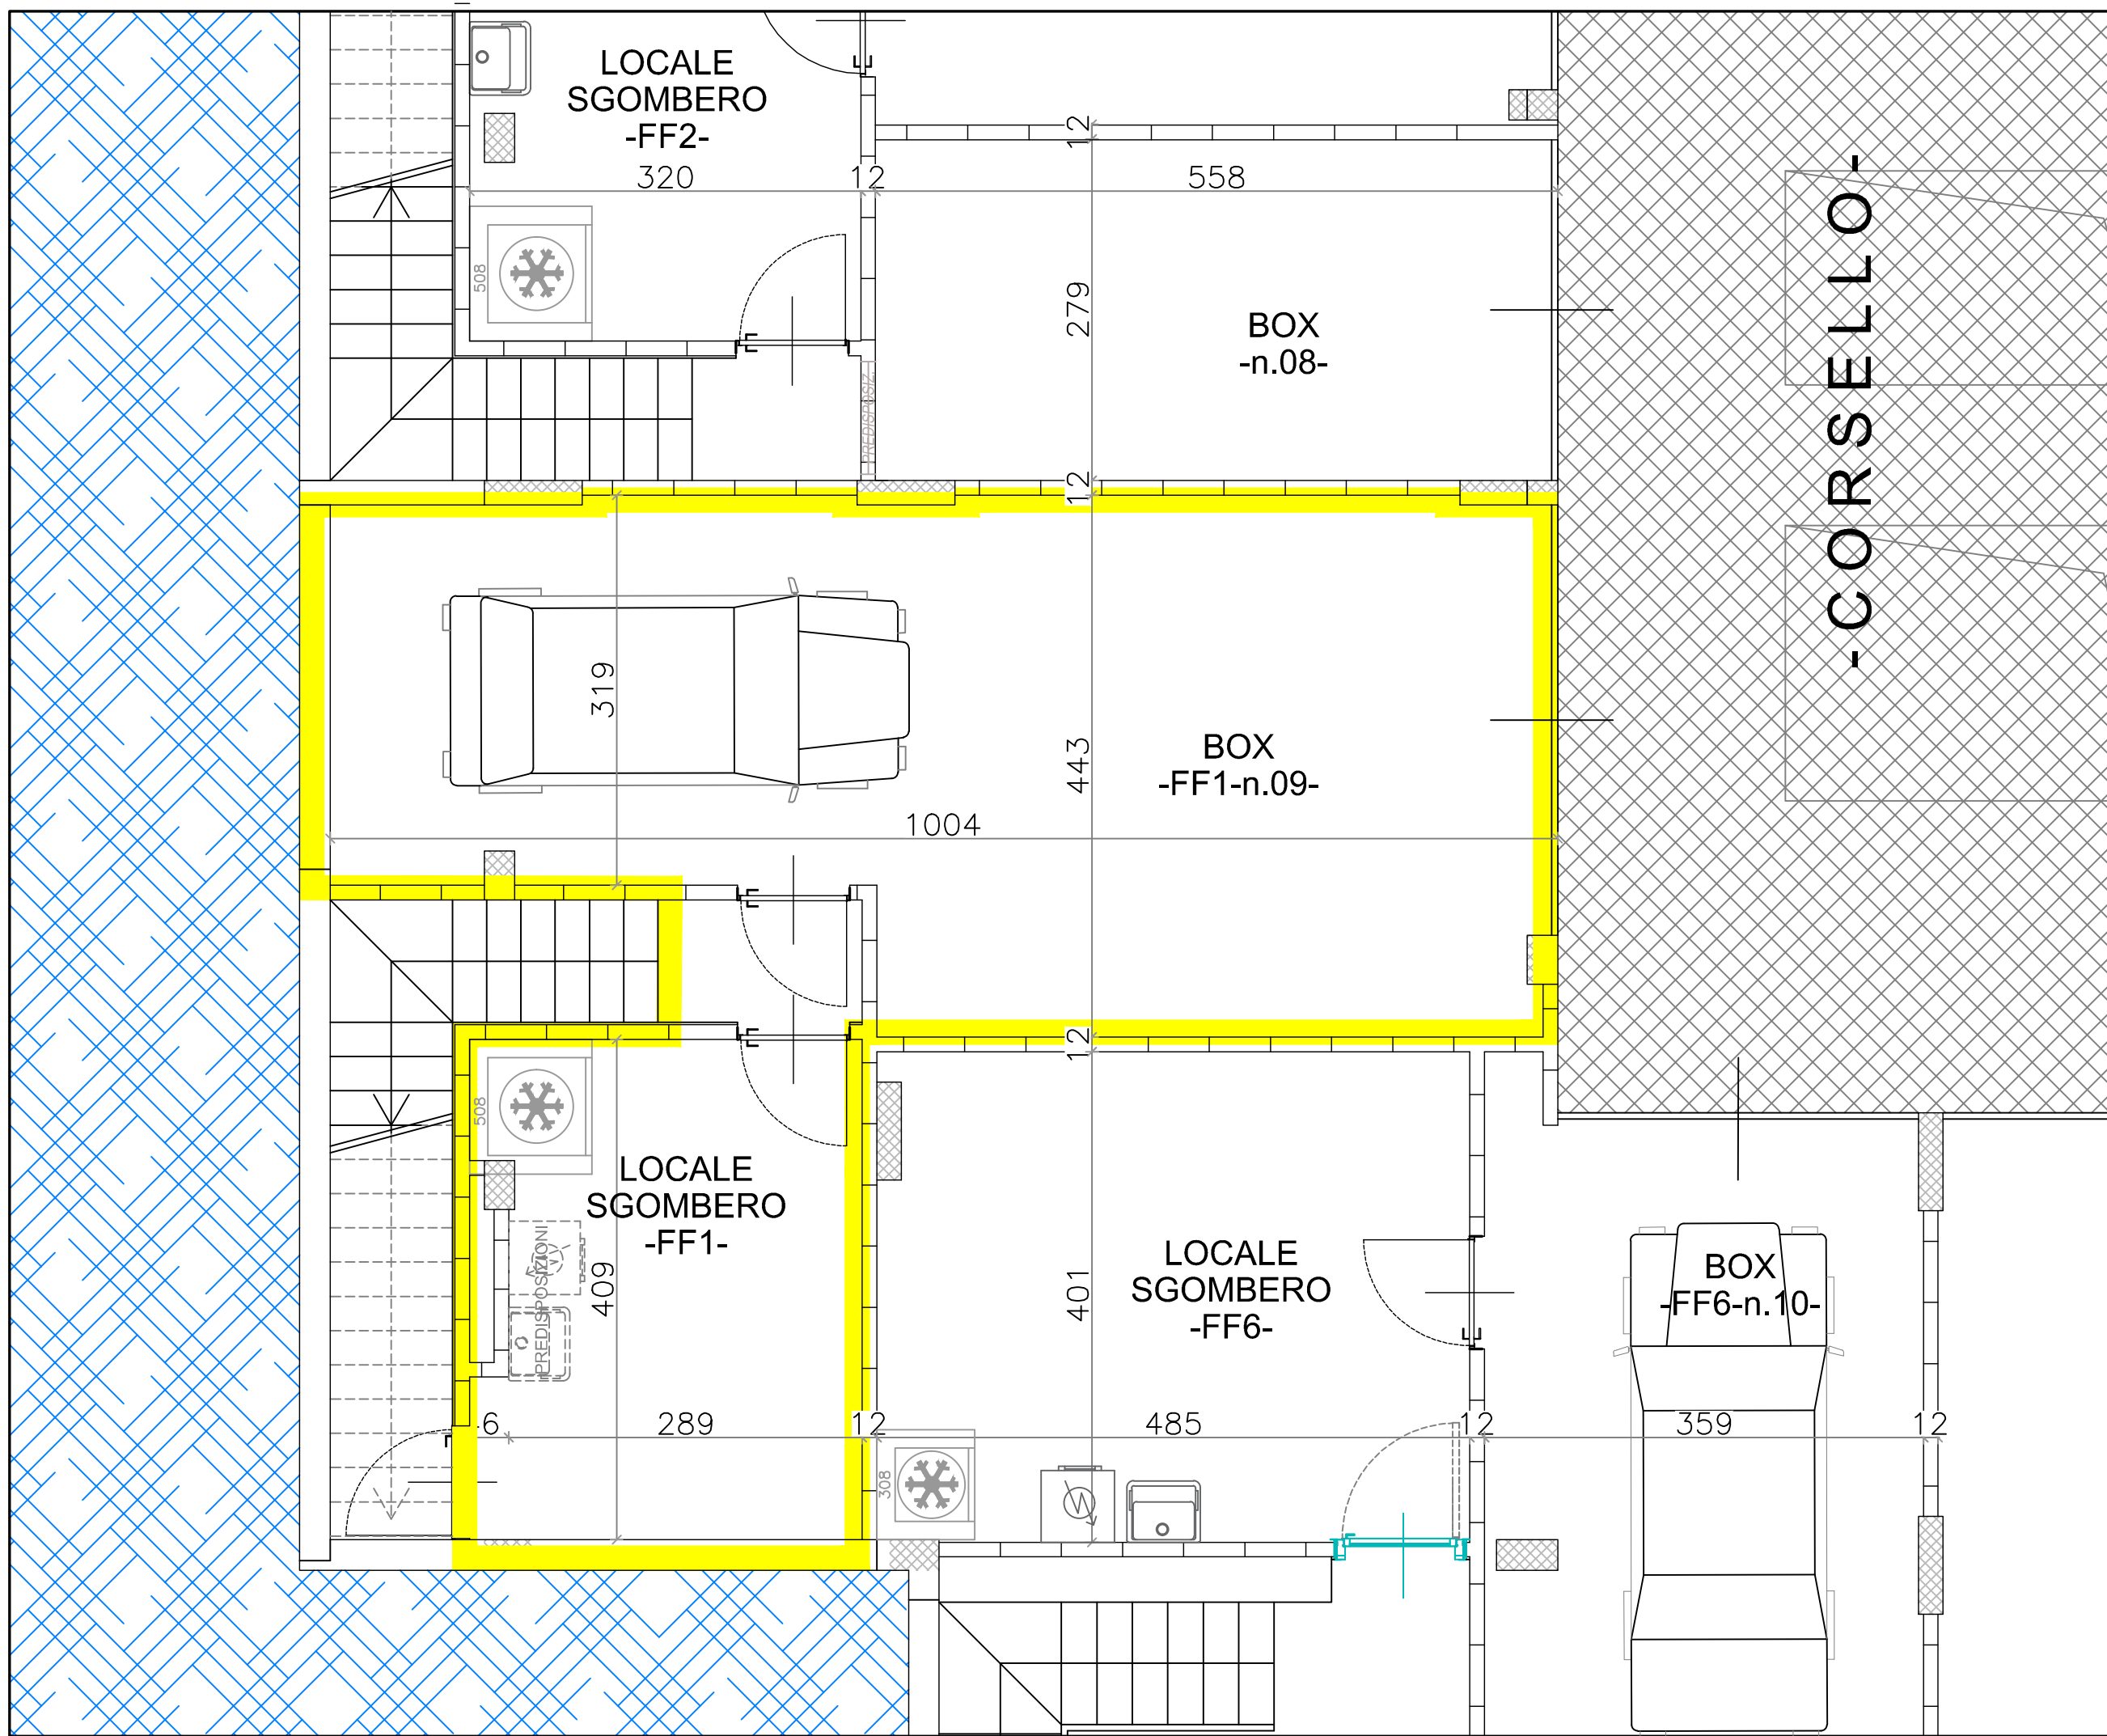 LOCALE
SGOMBERO
-FF2-
320
12
12
558
508
279
BOX
-n.08-
PREDISPOSIZ.
12
-CORSELLO-
319
443
BOX
-FF1-n.09-
1004
12
508
LOCALE
SGOMBERO
-FF1-
PREDISPOSIZIONI
409
LOCALE
SGOMBERO
-FF6-
401
BOX
-FF6-n.10-
6
289
12
485
12
359
12
308